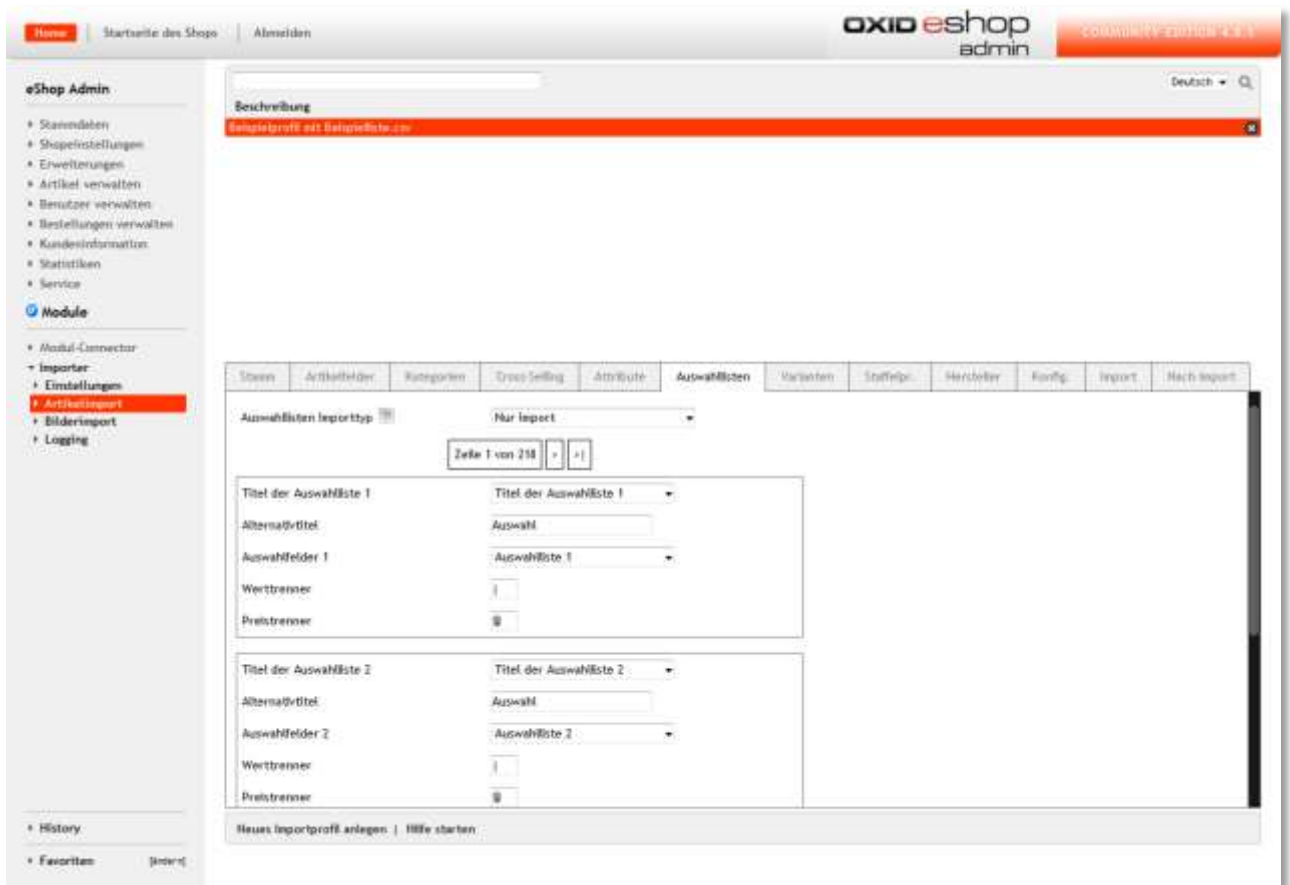 Home | Startseite des Shops | Abmelden
OXID eshop
admin
COMMUNITY EDITION
eShop Admin
Stammdaten
Shopeinstellungen
Erweiterungen
Artikel verwalten
Benutzer verwalten
Bestellungen verwalten
Kundeninformation
Statistiken
Service
Module
Modul-Connector
Importer
Einstellungen
Artikelimport
Bilderimport
Logging
History
Favoriten
Deutsch
Beschreibung
Beispielprofil mit Beispielliste.csv
Stamm Artikelfelder Kategorien Cross Selling Attribute Auswahllisten Varianten Staffelpr. Hersteller Konfig. Import Nach Import
Auswahllisten Importtyp ? Nur Import
Zeile 1 von 218 > >|
Titel der Auswahlliste 1 Titel der Auswahlliste 1
Alternativtitel Auswahl
Auswahlfelder 1 Auswahlliste 1
Werttrenner |
Preistrenner
Titel der Auswahlliste 2 Titel der Auswahlliste 2
Alternativtitel Auswahl
Auswahlfelder 2 Auswahlliste 2
Werttrenner |
Preistrenner
Neues Importprofil anlegen | Hilfe starten